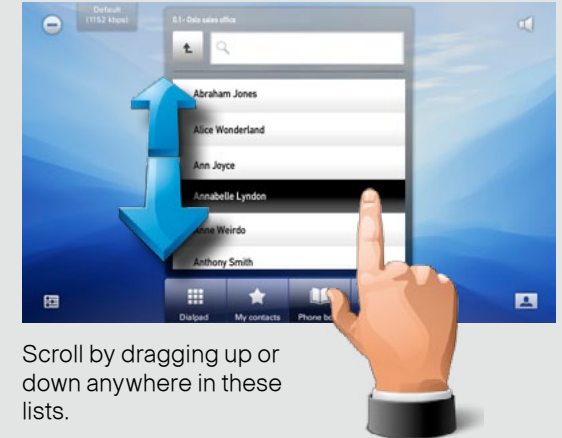 Default
(1152 kbps)
0.1 - Oslo sales office
Abraham Jones
Alice Wonderland
Ann Joyce
Annabelle Lyndon
Anne Weirdo
Anthony Smith
Dialpad
My contacts
Phone
Scroll by dragging up or
down anywhere in these
lists.